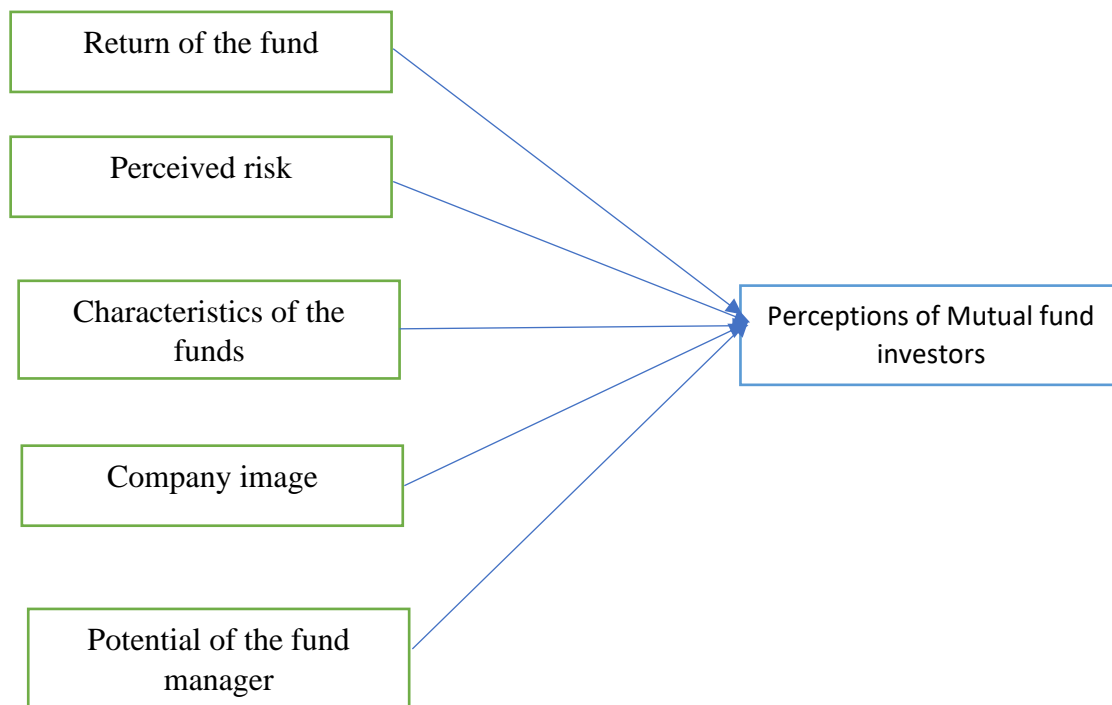 Return of the fund
Perceived risk
Characteristics of the
funds
Perceptions of Mutual fund
investors
Company image
Potential of the fund
manager